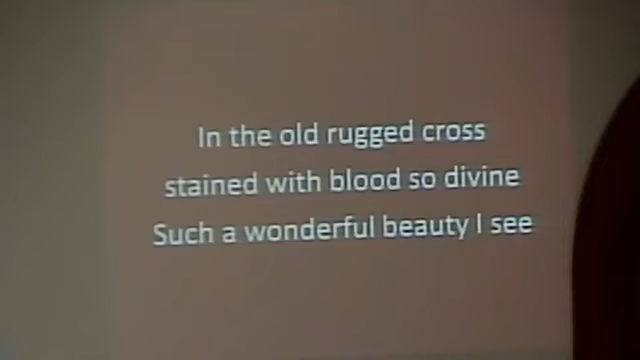 In the old rugged cross
stained with blood so divine
Such a wonderful beauty I see